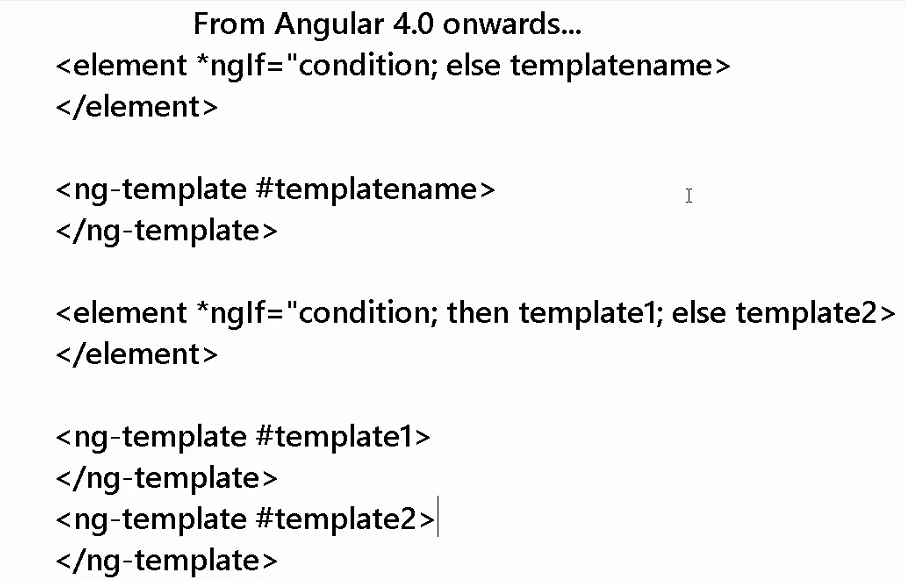 From Angular 4.0 onwards...
<element *ngIf="condition; else templatename>
</element>
<ng-template #templatename>
</ng-template>
<element *ngIf="condition; then template1; else template2>
</element>
<ng-template #template1>
</ng-template>
<ng-template #template2>
</ng-template>